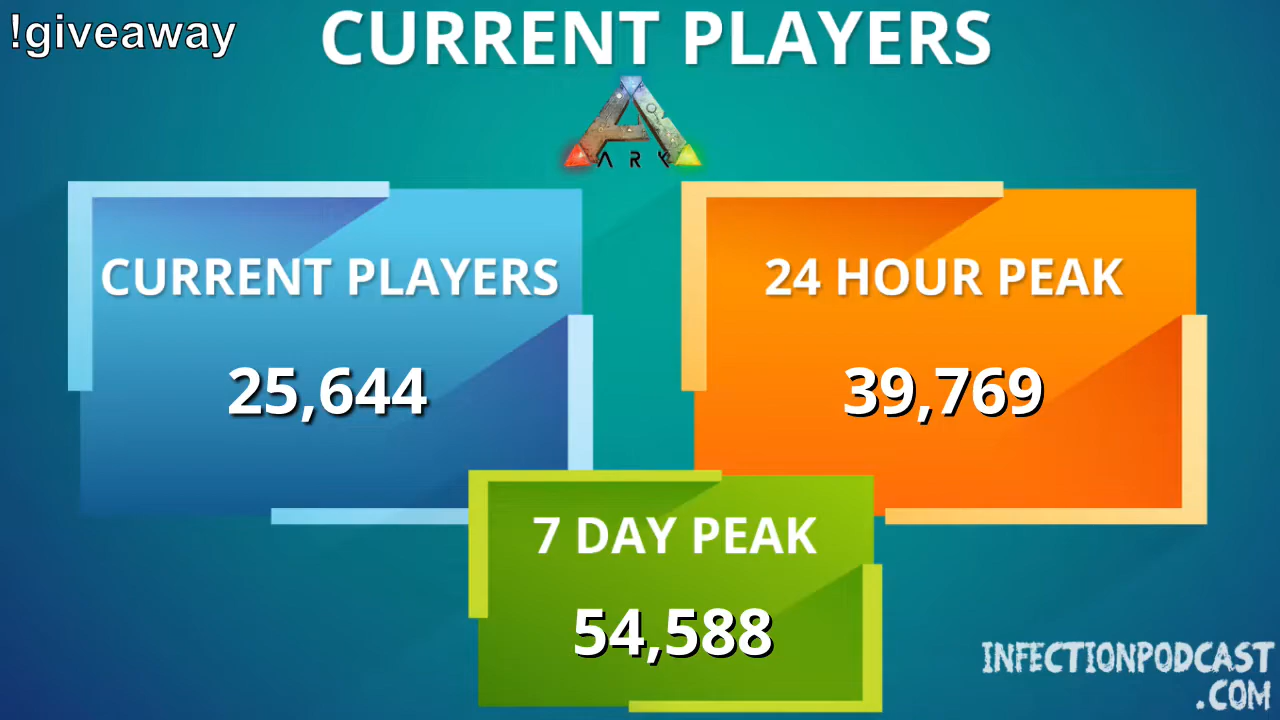 !giveaway
CURRENT PLAYERS
ARK
CURRENT PLAYERS
25,644
24 HOUR PEAK
39,769
7 DAY PEAK
54,588
INFECTIONPODCAST
.COM